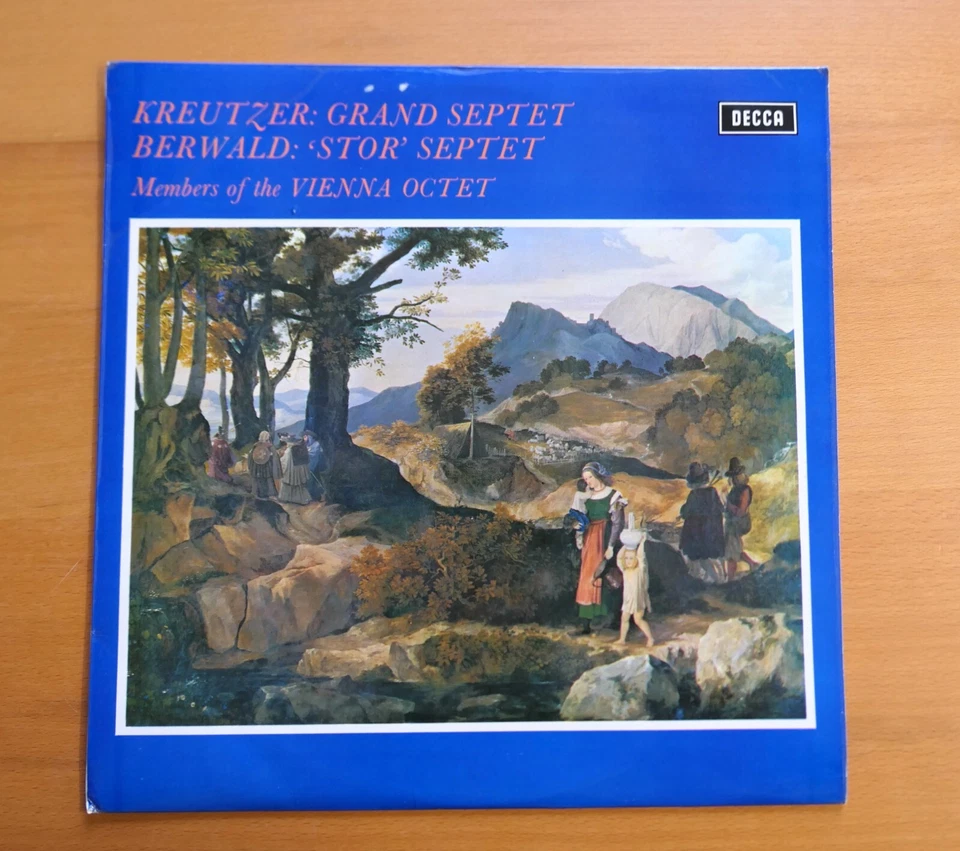 KREUTZER: GRAND SEPTET
DECCA
BERWALD: ‘STOR’ SEPTET
Members of the VIENNA OCTET